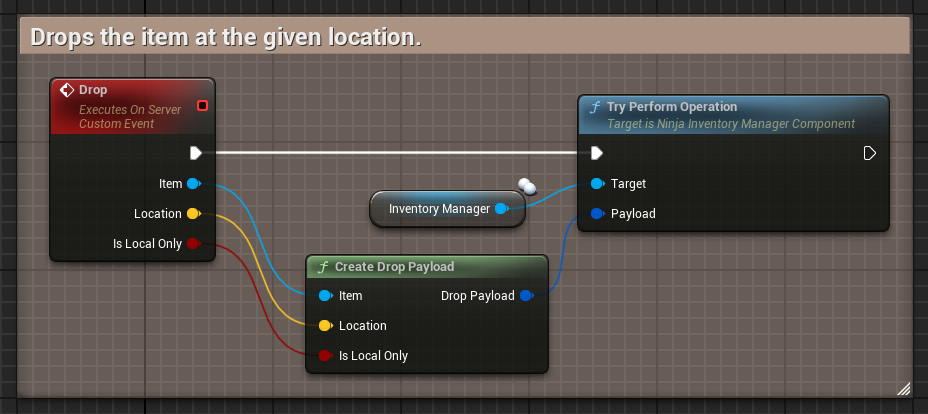 Drops the item at the given location.
Drop
Executes On Server
Custom Event
Item
Location
Is Local Only
Inventory Manager
Create Drop Payload
Item
Drop Payload
Location
Is Local Only
Try Perform Operation
Target is Ninja Inventory Manager Component
Target
Payload